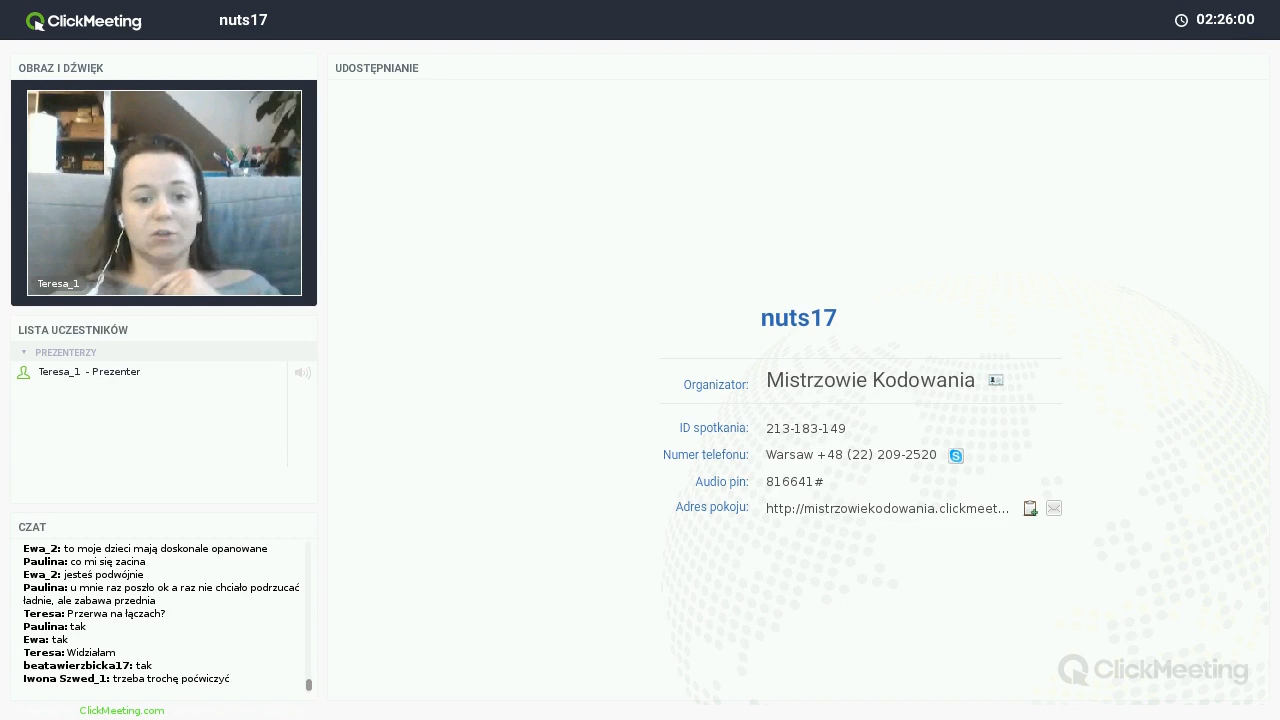 ClickMeeting
nuts17
02:26:00
OBRAZ I DŹWIĘK
Teresa_1
LISTA UCZESTNIKÓW
PREZENTERZY
Teresa_1 - Prezenter
CZAT
Ewa_2: to moje dzieci mają doskonale opanowane
Paulina: co mi się zacina
Ewa_2: jesteś podwójnie
Paulina: u mnie raz poszło ok a raz nie chciało podrzucać
ładnie, ale zabawa przednia
Teresa: Przerwa na łączach?
Paulina: tak
Ewa: tak
Teresa: Widziałam
beatawierzbicka17: tak
Iwona Szwed_1: trzeba trochę poćwiczyć
ClickMeeting.com
UDOSTĘPNIANIE
nuts17
Organizator: Mistrzowie Kodowania
ID spotkania: 213-183-149
Numer telefonu: Warsaw +48 (22) 209-2520
Audio pin: 816641#
Adres pokoju: http://mistrzowiekodowania.clickmeet...
ClickMeeting